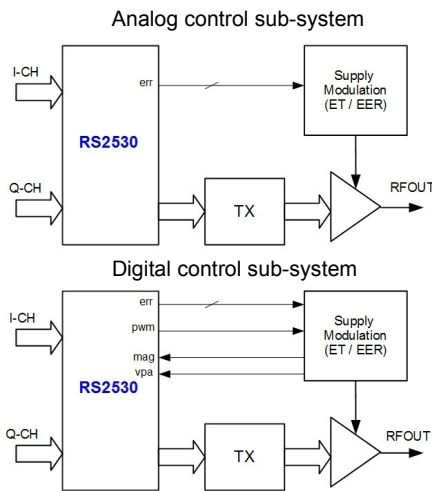 Analog control sub-system
I-CH
err
Supply
Modulation
(ET / EER)
RS2530
Q-CH
TX
RFOUT
Digital control sub-system
err
I-CH
pwm
Supply
Modulation
(ET / EER)
mag
vpa
RS2530
Q-CH
TX
RFOUT